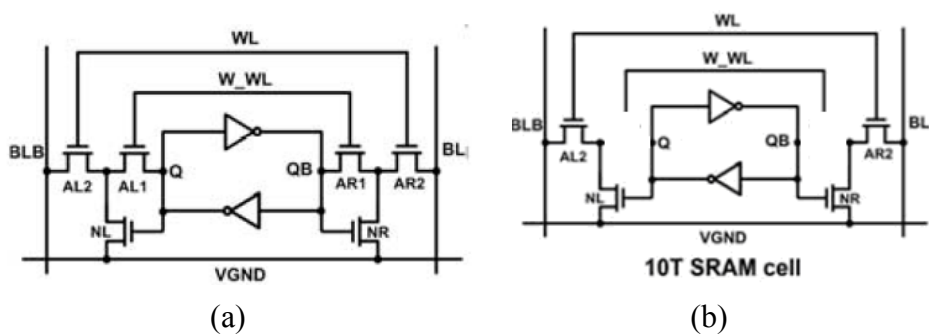 WL
W_WL
BLB
BL
AL2
AL1
Q
QB
AR1
AR2
NL
NR
VGND
(a)
WL
W_WL
BLB
BL
AL2
Q
QB
AR2
NL
NR
VGND
10T SRAM cell
(b)